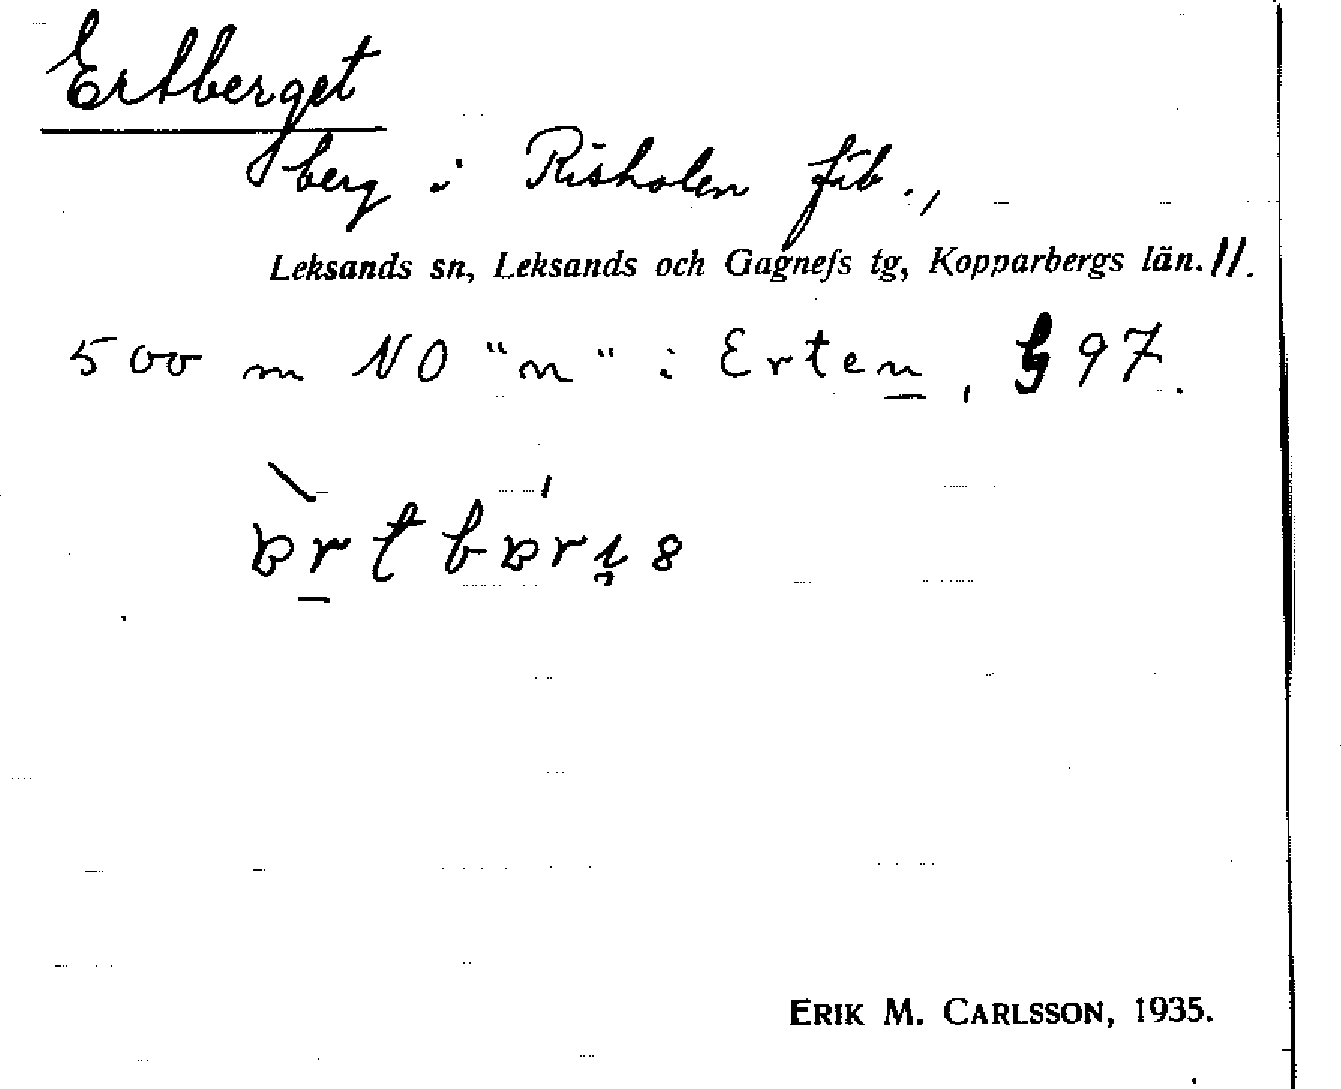 Ertberget
berg i Risholen fäb.,
Leksands sn, Leksands och Gagnefs tg, Kopparbergs län. 11.
500 m NO "n" i Erten, 97.
ERIK M. CARLSSON, 1935.